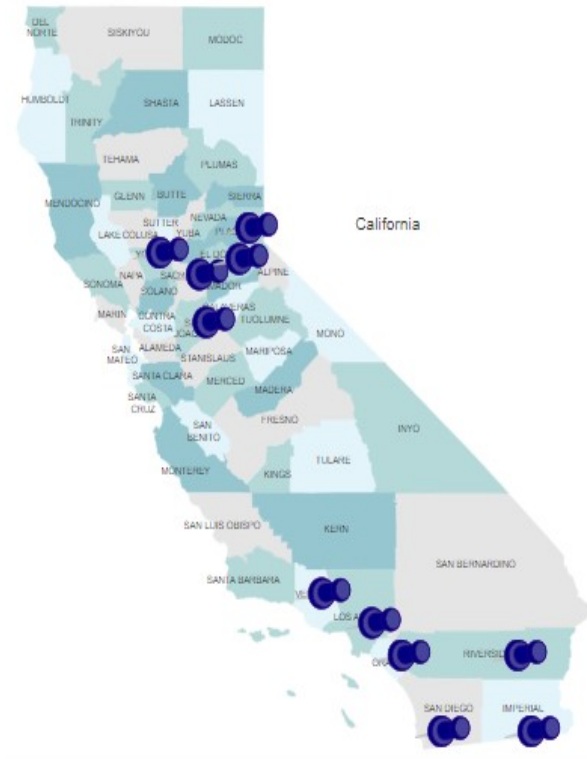 DEL
NORTE
SISKIYOU
MODOC
HUMBOLDT
TRINITY
SHASTA
LASSEN
TEHAMA
PLUMAS
MENDOCINO
GLENN
BUTTE
SIERRA
LAKE
COLUSA
SUTTER
YUBA
NEVADA
California
SONOMA
NAPA
SOLANO
ALPINE
MARIN
CONTRA
COSTA
TUOLUMNE
MONO
SAN
MATEO
ALAMEDA
STANISLAUS
MARIPOSA
SANTA CLARA
MERCED
MADERA
SANTA
CRUZ
SAN
BENITO
FRESNO
INYO
MONTEREY
KINGS
TULARE
SAN LUIS OBISPO
KERN
SAN BERNARDINO
SANTA BARBARA
SAN DIEGO
IMPERIAL